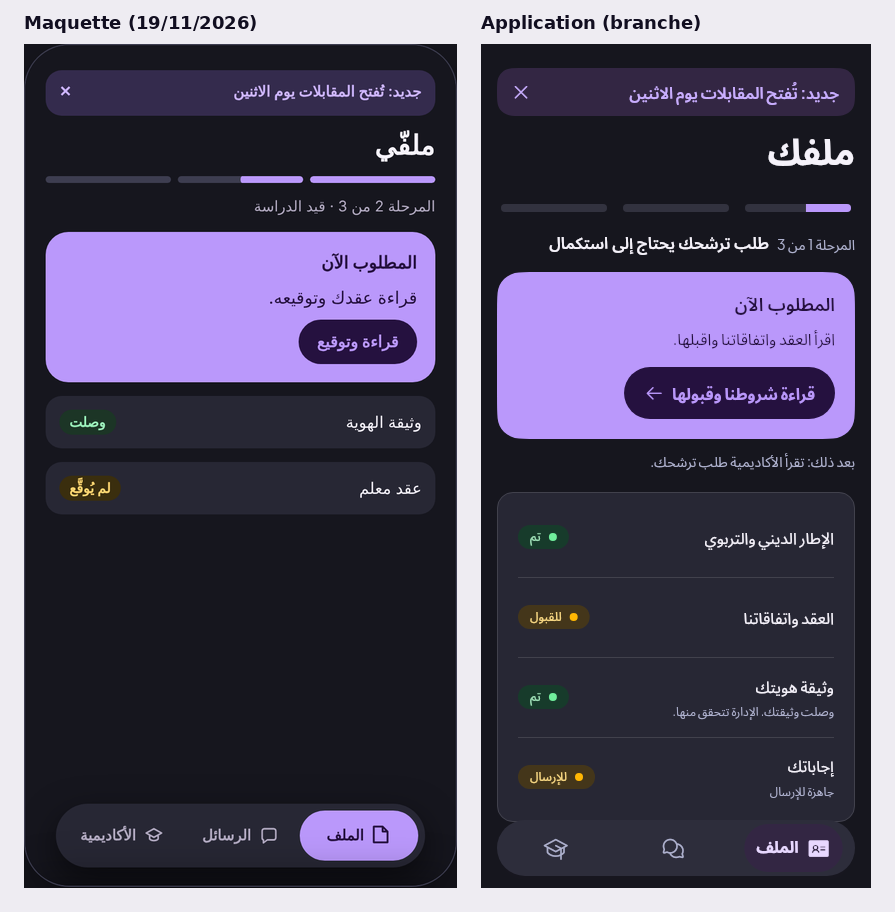 Maquette (19/11/2026)
جديد: تُفتح المقابلات يوم الاثنين
×
ملفّي
المرحلة 2 من 3 · قيد الدراسة
المطلوب الآن
قراءة عقدك وتوقيعه.
قراءة وتوقيع
وثيقة الهوية
وصلت
عقد معلم
لم يُوقَّع
الملف
الرسائل
الأكاديمية
Application (branche)
جديد: تُفتح المقابلات يوم الاثنين
ملفك
المرحلة 1 من 3 طلب ترشحك يحتاج إلى استكمال
المطلوب الآن
اقرأ العقد واتفاقاتنا واقبلها.
قراءة شروطنا وقبولها
بعد ذلك: تقرأ الأكاديمية طلب ترشحك.
الإطار الديني والتربوي
تم
العقد واتفاقاتنا
للقبول
وثيقة هويتك
تم
وصلت وثيقتك. الإدارة تتحقق منها.
إجاباتك
للإرسال
جاهزة للإرسال
الملف